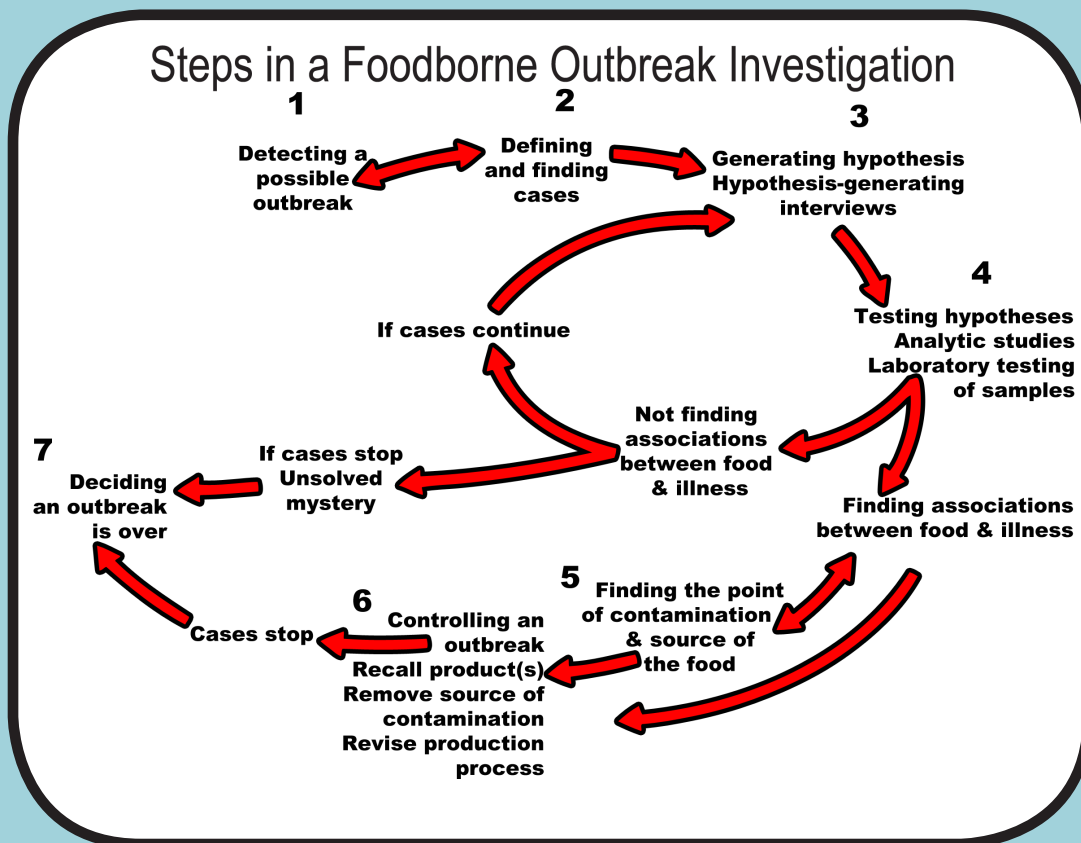 Steps in a Foodborne Outbreak Investigation
1
Detecting a
possible
outbreak
2
Defining
and finding
cases
3
Generating hypothesis
Hypothesis-generating
interviews
4
Testing hypotheses
Analytic studies
Laboratory testing
of samples
If cases continue
Not finding
associations
between food
& illness
Finding associations
between food & illness
If cases stop
Unsolved
mystery
5
Finding the point
of contamination
& source of
the food
6
Controlling an
outbreak
Recall product(s)
Remove source of
contamination
Revise production
process
Cases stop
7
Deciding
an outbreak
is over